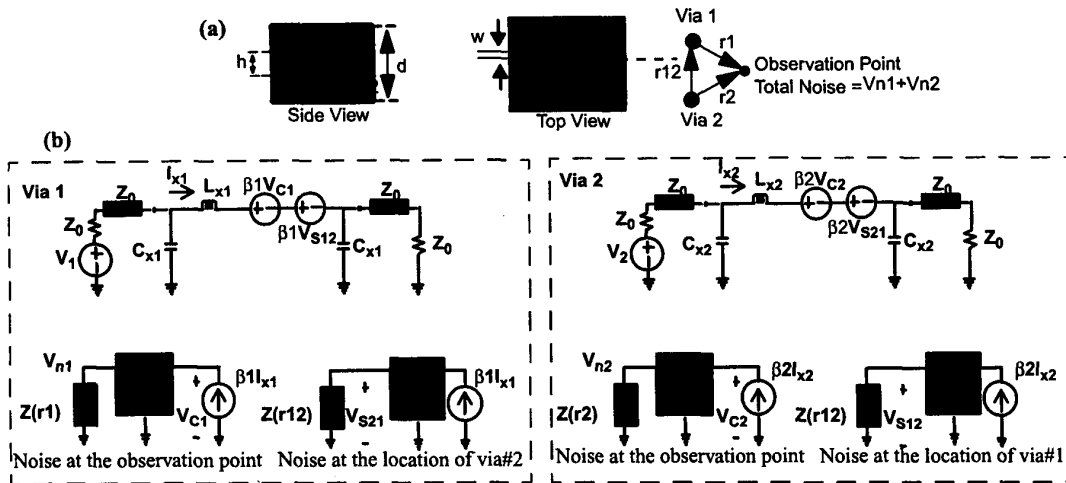 (a)
h
d
Side View
w
Top View
Via 1
r1
r12
r2
Via 2
Observation Point
Total Noise =Vn1+Vn2
(b)
Via 1
Z0
Ix1
Lx1
β1VC1
Z0
Z0
V1
Cx1
β1VS12
Cx1
Z0
Vn1
β1Ix1
β1Ix1
Z(r1)
VC1
Z(r12)
VS21
Noise at the observation point
Noise at the location of via#2
Via 2
Z0
Ix2
Lx2
β2VC2
Z0
Z0
V2
Cx2
β2VS21
Cx2
Z0
Vn2
β2Ix2
β2Ix2
Z(r2)
VC2
Z(r12)
VS12
Noise at the observation point
Noise at the location of via#1